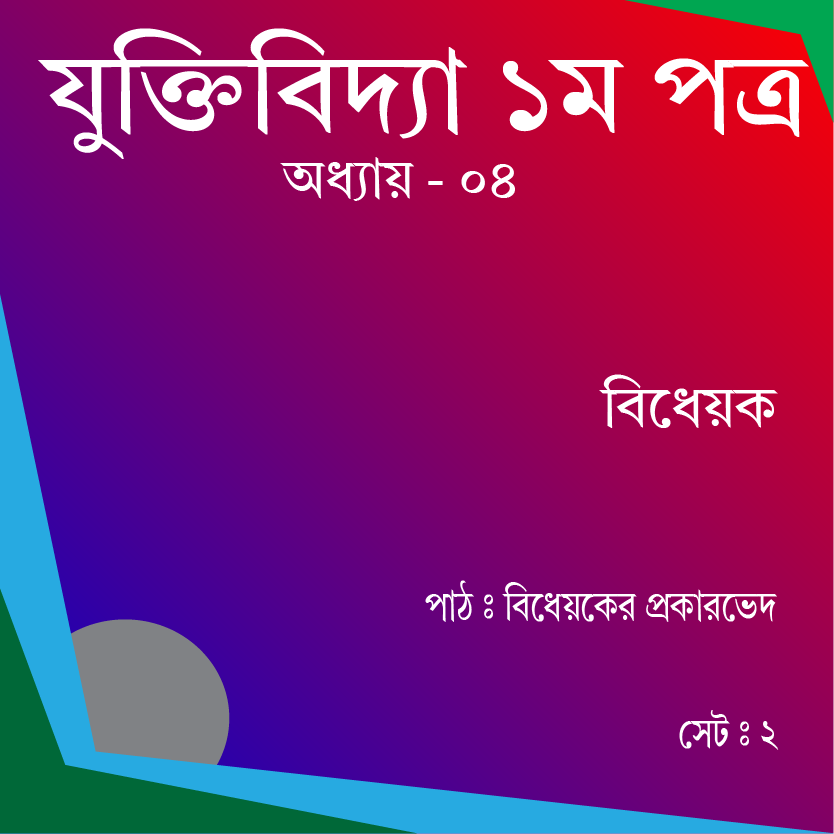 যুক্তিবিদ্যা ১ম পত্র
অধ্যায় - ০৪
বিধেয়ক
পাঠ ঃ বিধেয়কের প্রকারভেদ
সেট ঃ ২